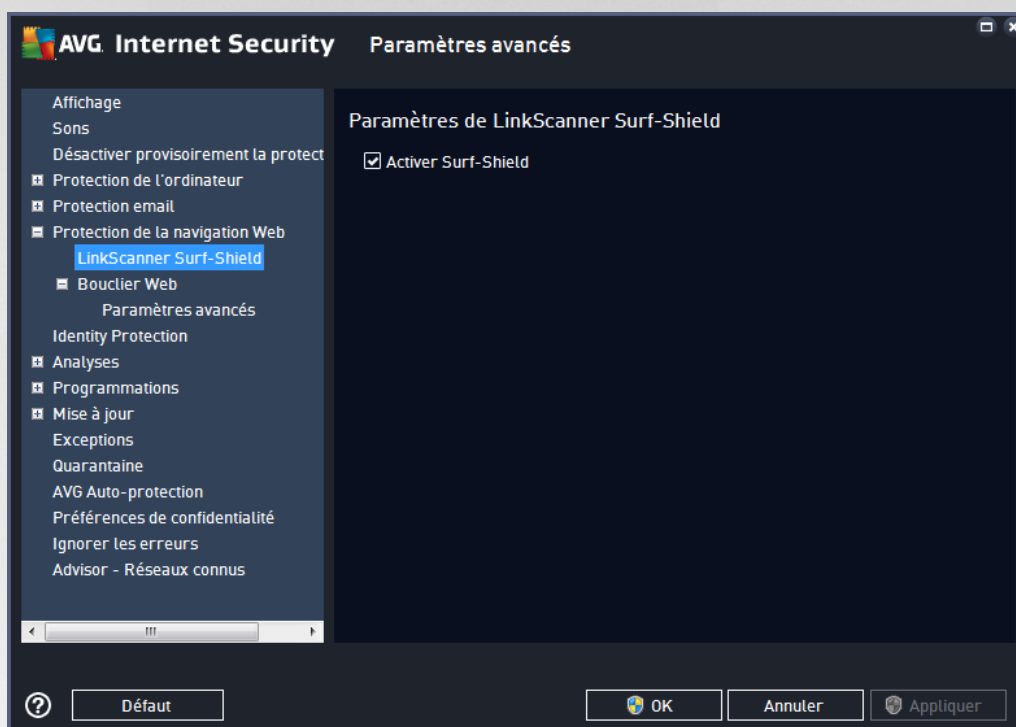 AVG. Internet Security Paramètres avancés
Affichage
Sons
Désactiver provisoirement la protect
Protection de l'ordinateur
Protection email
Protection de la navigation Web
LinkScanner Surf-Shield
Bouclier Web
Paramètres avancés
Identity Protection
Analyses
Programmations
Mise à jour
Exceptions
Quarantaine
AVG Auto-protection
Préférences de confidentialité
Ignorer les erreurs
Advisor - Réseaux connus
Paramètres de LinkScanner Surf-Shield
Activer Surf-Shield
? Défaut OK Annuler Appliquer